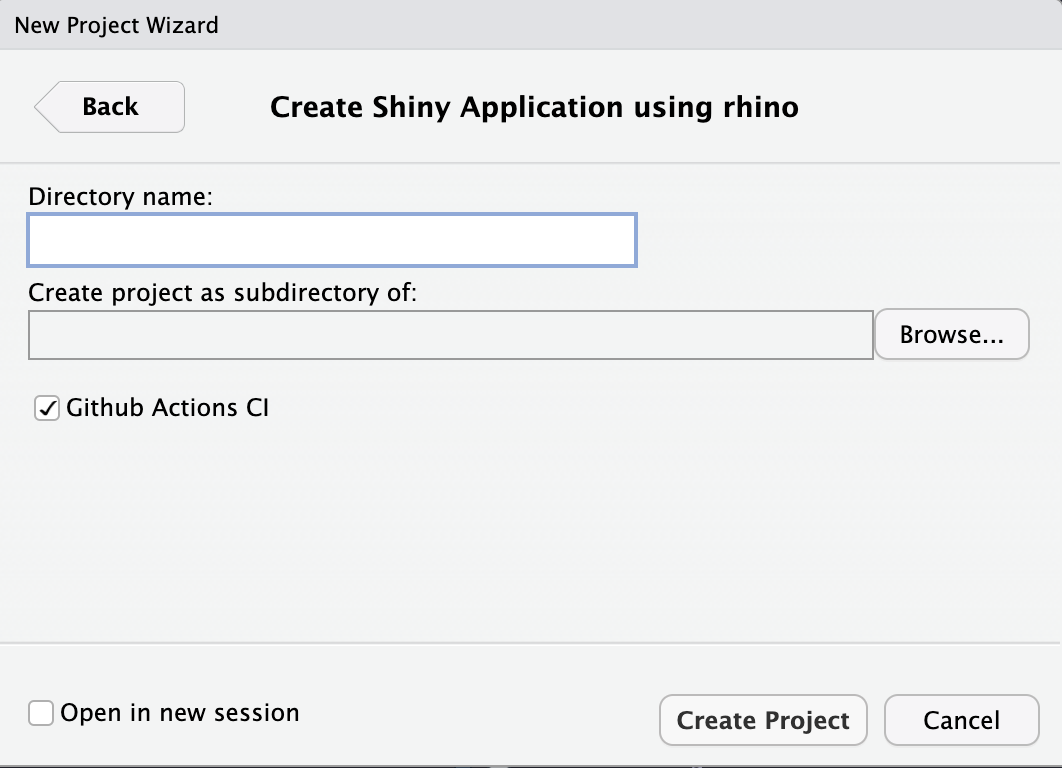 New Project Wizard
Back
Create Shiny Application using rhino
Directory name:
Create project as subdirectory of:
Browse...
Github Actions CI
Open in new session
Create Project
Cancel